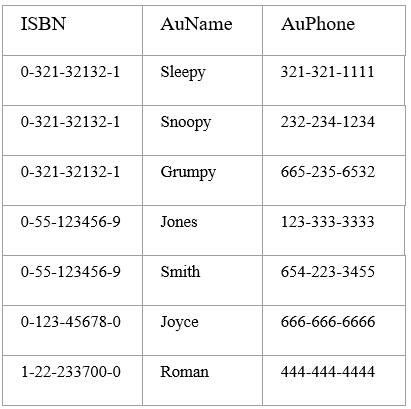 ISBN AuName AuPhone
0-321-32132-1 Sleepy 321-321-1111
0-321-32132-1 Snoopy 232-234-1234
0-321-32132-1 Grumpy 665-235-6532
0-55-123456-9 Jones 123-333-3333
0-55-123456-9 Smith 654-223-3455
0-123-45678-0 Joyce 666-666-6666
1-22-233700-0 Roman 444-444-4444